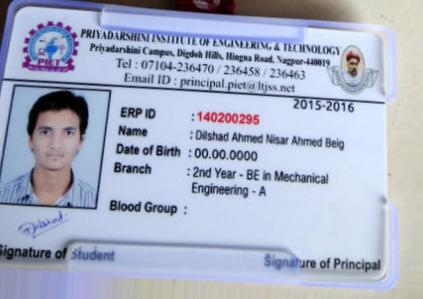 PRIYADARSHINI INSTITUTE OF ENGINEERING & TECHNOLOGY
Priyadarshini Campus, Digdoh Hills, Hingna Road, Nagpur-440019
Tel : 07104-236470 / 236458 / 236463
Email ID : principal.piet@ltjss.net
PIET
2015-2016
ERP ID : 140200295
Name : Dilshad Ahmed Nisar Ahmed Beig
Date of Birth : 00.00.0000
Branch : 2nd Year - BE in Mechanical
Engineering - A
Blood Group :
Signature of Student
Signature of Principal